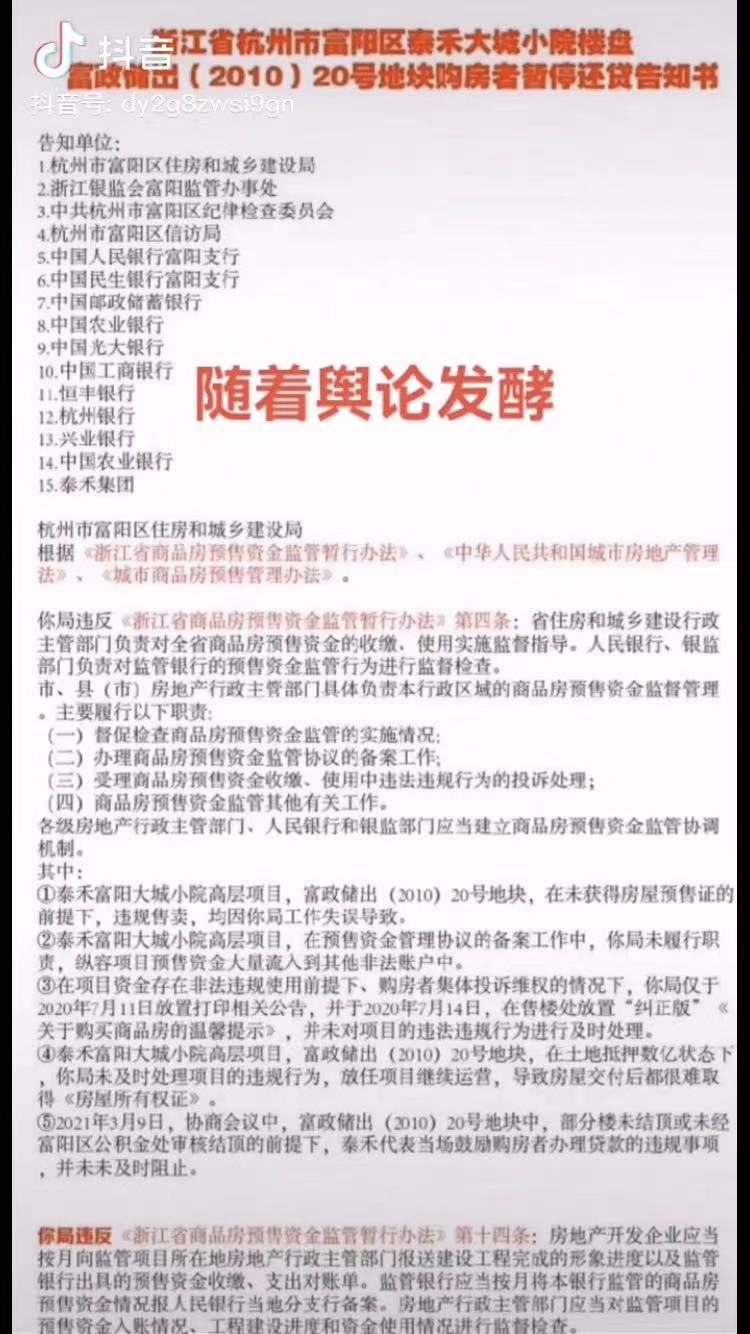 抖音
抖音号: dy2g8zwsi9gn
浙江省杭州市富阳区泰禾大城小院楼盘
富政储出（2010）20号地块购房者暂停还贷告知书
告知单位：
1.杭州市富阳区住房和城乡建设局
2.浙江银监会富阳监管办事处
3.中共杭州市富阳区纪律检查委员会
4.杭州市富阳区信访局
5.中国人民银行富阳支行
6.中国民生银行富阳支行
7.中国邮政储蓄银行
8.中国农业银行
9.中国光大银行
10.中国工商银行
11.恒丰银行
12.杭州银行
13.兴业银行
14.中国农业银行
15.泰禾集团
随着舆论发酵
杭州市富阳区住房和城乡建设局
根据《浙江省商品房预售资金监管暂行办法》、《中华人民共和国城市房地产管理
法》、《城市商品房预售管理办法》。
你局违反《浙江省商品房预售资金监管暂行办法》第四条：省住房和城乡建设行政
主管部门负责对全省商品房预售资金的收缴、使用实施监督指导。人民银行、银监
部门负责对监管银行的预售资金监管行为进行监督检查。
市、县（市）房地产行政主管部门具体负责本行政区域的商品房预售资金监督管理
。主要履行以下职责：
（一）督促检查商品房预售资金监管的实施情况；
（二）办理商品房预售资金监管协议的备案工作；
（三）受理商品房预售资金收缴、使用中违法违规行为的投诉处理；
（四）商品房预售资金监管其他有关工作。
各级房地产行政主管部门、人民银行和银监部门应当建立商品房预售资金监管协调
机制。
其中：
①泰禾富阳大城小院高层项目，富政储出（2010）20号地块，在未获得房屋预售证的
前提下，违规售卖，均因你局工作失误导致。
②泰禾富阳大城小院高层项目，在预售资金管理协议的备案工作中，你局未履行职
责，纵容项目预售资金大量流入到其他非法账户中。
③在项目资金存在非法违规使用前提下、购房者集体投诉维权的情况下，你局仅于
2020年7月11日放置打印相关公告，并于2020年7月14日，在售楼处放置“纠正版”《
关于购买商品房的温馨提示》，并未对项目的违法违规行为进行及时处理。
④泰禾富阳大城小院高层项目，富政储出（2010）20号地块，在土地抵押数亿状态下
，你局未及时处理项目的违规行为，放任项目继续运营，导致房屋交付后都很难取
得《房屋所有权证》。
⑤2021年3月9日，协商会议中，富政储出（2010）20号地块中，部分楼未结顶或未经
富阳区公积金处审核结顶的前提下，泰禾代表当场鼓励购房者办理贷款的违规事项
，并未未及时阻止。
你局违反《浙江省商品房预售资金监管暂行办法》第十四条：房地产开发企业应当
按月向监管项目所在地房地产行政主管部门报送建设工程完成的形象进度以及监管
银行出具的预售资金收缴、支出对账单。监管银行应当按月将本银行监管的商品房
预售资金情况报人民银行当地分支行备案。房地产行政主管部门应当对监管项目的
预售资金入账情况、工程建设进度和资金使用情况进行监督检查。